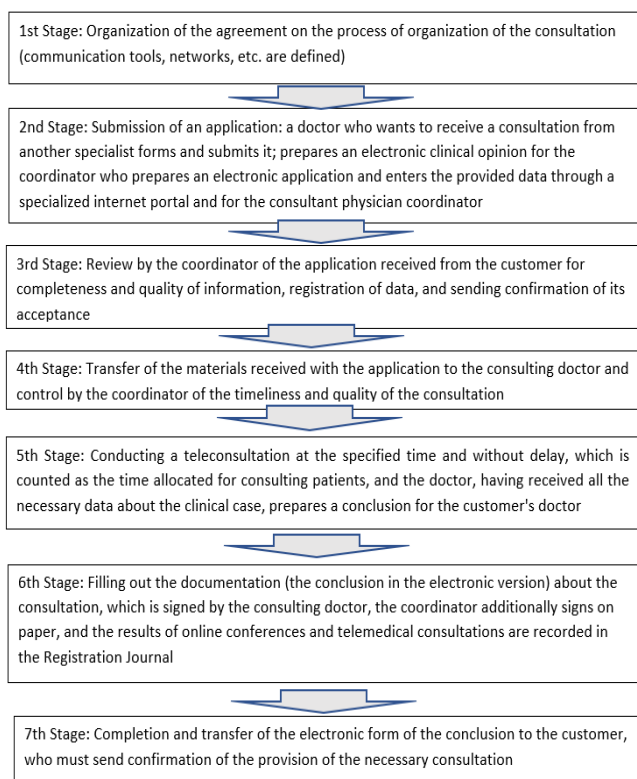 1st Stage: Organization of the agreement on the process of organization of the consultation
(communication tools, networks, etc. are defined)
2nd Stage: Submission of an application: a doctor who wants to receive a consultation from
another specialist forms and submits it; prepares an electronic clinical opinion for the
coordinator who prepares an electronic application and enters the provided data through a
specialized internet portal and for the consultant physician coordinator
3rd Stage: Review by the coordinator of the application received from the customer for
completeness and quality of information, registration of data, and sending confirmation of its
acceptance
4th Stage: Transfer of the materials received with the application to the consulting doctor and
control by the coordinator of the timeliness and quality of the consultation
5th Stage: Conducting a teleconsultation at the specified time and without delay, which is
counted as the time allocated for consulting patients, and the doctor, having received all the
necessary data about the clinical case, prepares a conclusion for the customer's doctor
6th Stage: Filling out the documentation (the conclusion in the electronic version) about the
consultation, which is signed by the consulting doctor, the coordinator additionally signs on
paper, and the results of online conferences and telemedical consultations are recorded in
the Registration Journal
7th Stage: Completion and transfer of the electronic form of the conclusion to the customer,
who must send confirmation of the provision of the necessary consultation